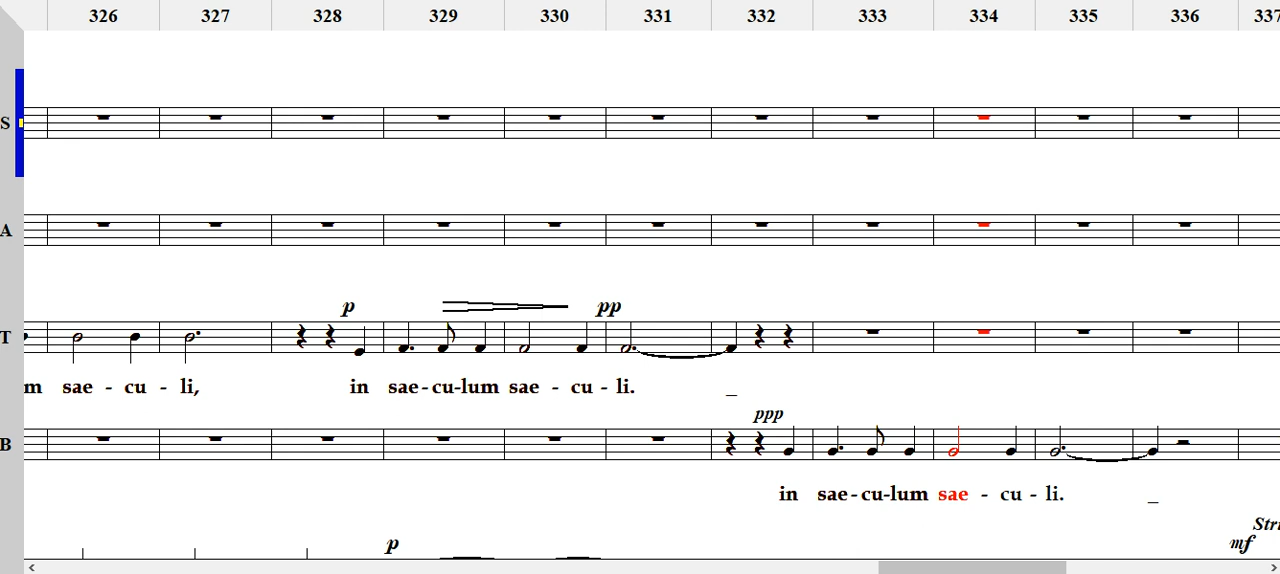 326 327 328 329 330 331 332 333 334 335 336 337
S
A
p pp
T
m sae - cu - li, in sae - cu - lum sae - cu - li. _
ppp
B
in sae - cu - lum sae - cu - li. _
Stri
p mf